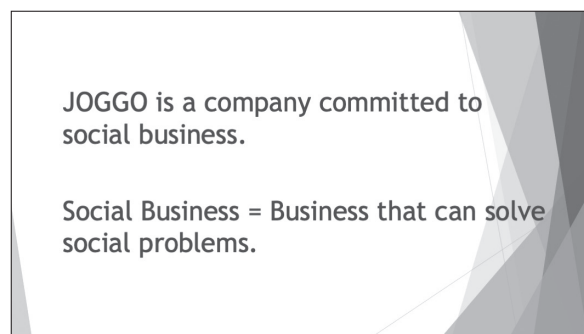 JOGGO is a company committed to
social business.
Social Business = Business that can solve
social problems.